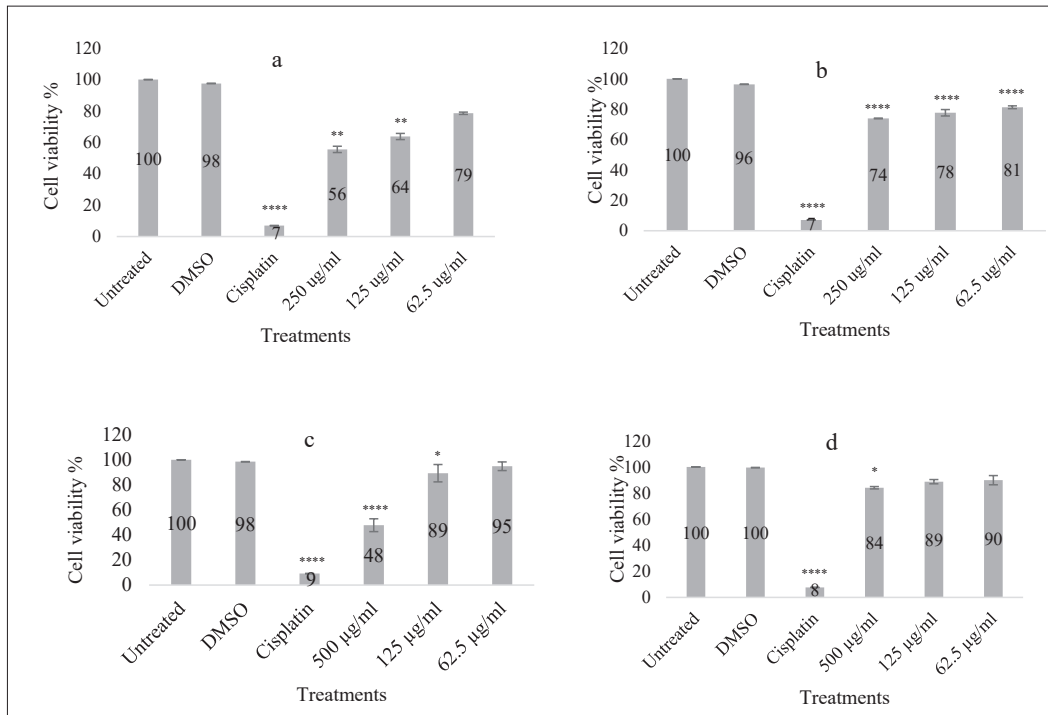 a
Cell viability %
120
100
80
60
40
20
0
** **
****
100 98 7 56 64 79
Untreated DMSO Cisplatin 250 ug/ml 125 ug/ml 62.5 ug/ml
Treatments
b
Cell viability %
120
100
80
60
40
20
0
**** **** ****
****
100 96 7 74 78 81
Untreated DMSO Cisplatin 250 ug/ml 125 ug/ml 62.5 ug/ml
Treatments
c
Cell viability %
120
100
80
60
40
20
0
*
****
****
100 98 9 48 89 95
Untreated DMSO Cisplatin 500 µg/ml 125 µg/ml 62.5 µg/ml
Treatments
d
Cell viability %
120
100
80
60
40
20
0
*
****
100 100 8 84 89 90
Untreated DMSO Cisplatin 500 µg/ml 125 µg/ml 62.5 µg/ml
Treatments